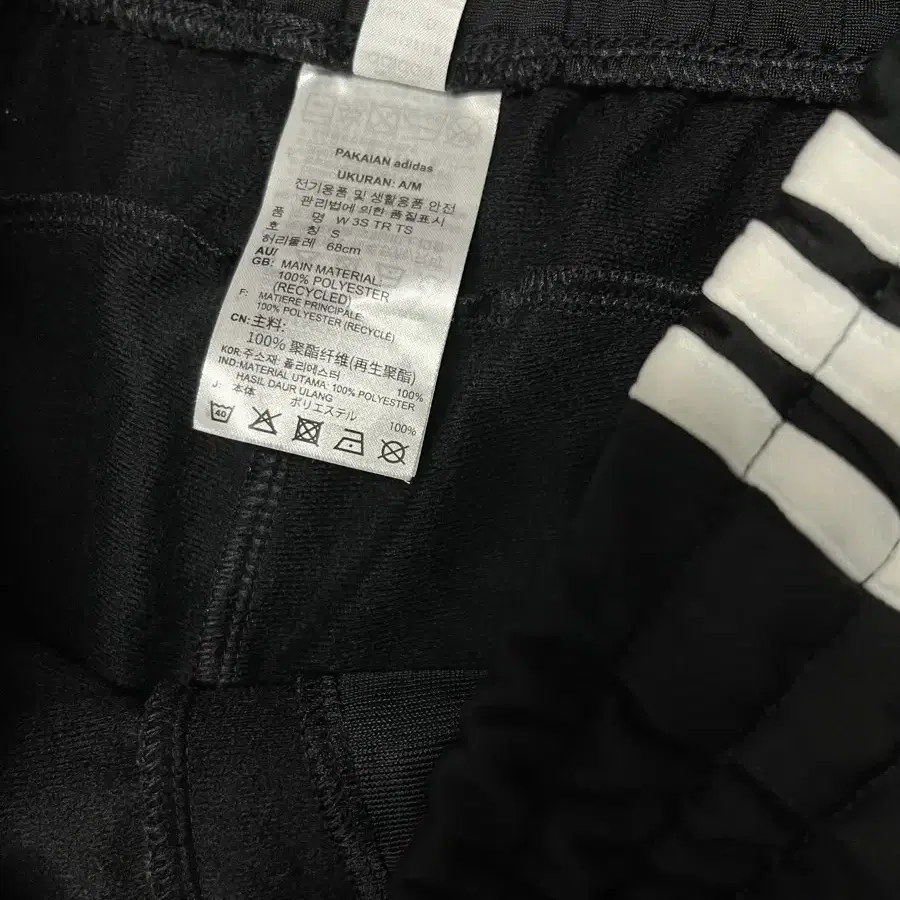 PAKAIAN adidas
UKURAN: A/M
전기용품 및 생활용품 안전
관리법에 의한 품질표시
품 명 W 3S TR TS
호 칭 S
허리둘레 68cm
AU/
GB: MAIN MATERIAL:
100% POLYESTER
(RECYCLED)
F: MATIERE PRINCIPALE:
100% POLYESTER (RECYCLÉ)
CN: 主料:
100% 聚酯纤维(再生聚酯)
KOR: 주소재: 폴리에스터 100%
IND: MATERIAL UTAMA: 100% POLYESTER
HASIL DAUR ULANG
J: 本体
ポリエステル 100%
40